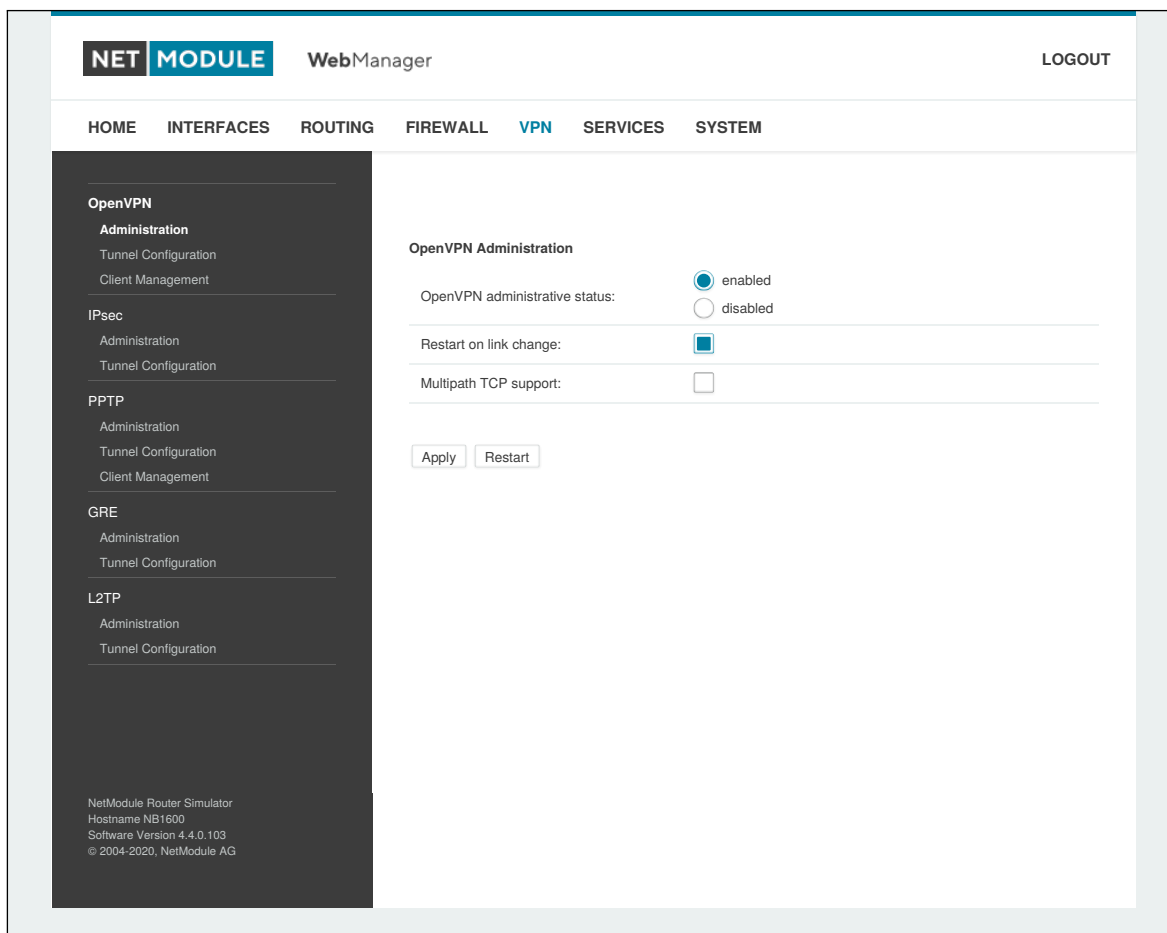 NET MODULE WebManager LOGOUT
HOME INTERFACES ROUTING FIREWALL VPN SERVICES SYSTEM
OpenVPN
Administration
Tunnel Configuration
Client Management
IPsec
Administration
Tunnel Configuration
PPTP
Administration
Tunnel Configuration
Client Management
GRE
Administration
Tunnel Configuration
L2TP
Administration
Tunnel Configuration
NetModule Router Simulator
Hostname NB1600
Software Version 4.4.0.103
© 2004-2020, NetModule AG
OpenVPN Administration
OpenVPN administrative status:
enabled
disabled
Restart on link change:
Multipath TCP support:
Apply Restart